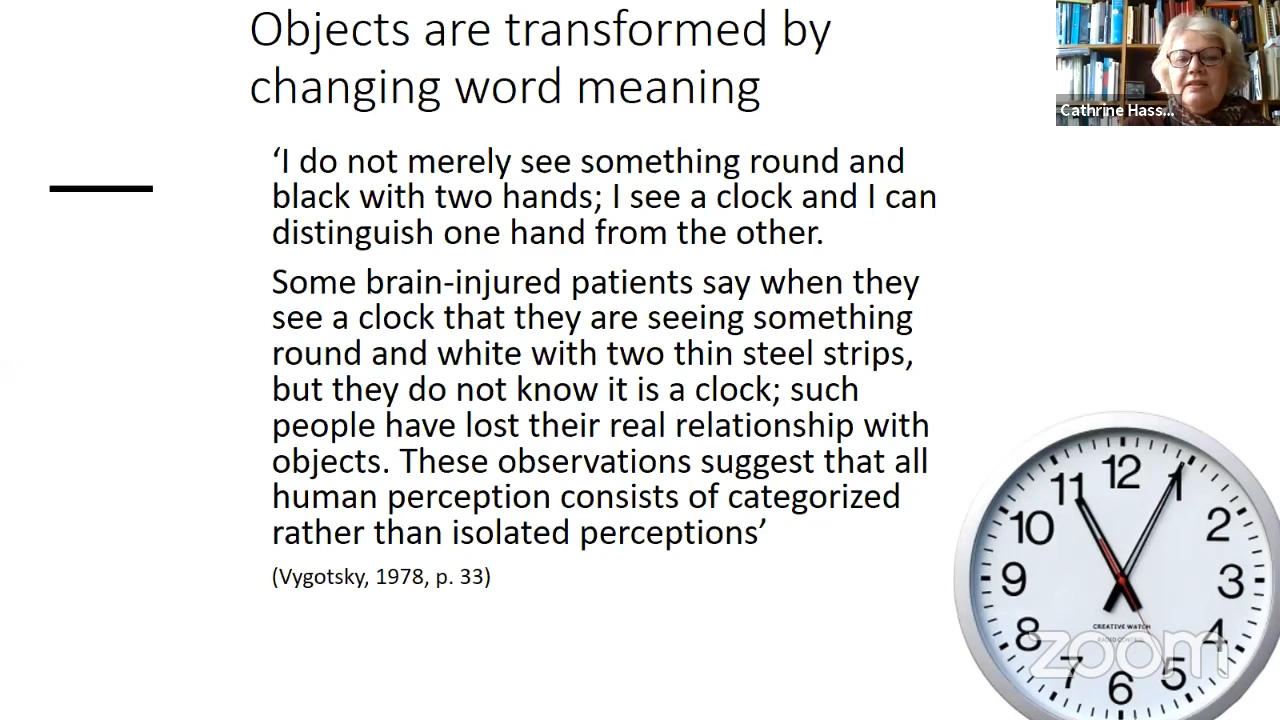 Objects are transformed by
changing word meaning
Cathrine Hass...
‘I do not merely see something round and
black with two hands; I see a clock and I can
distinguish one hand from the other.
Some brain-injured patients say when they
see a clock that they are seeing something
round and white with two thin steel strips,
but they do not know it is a clock; such
people have lost their real relationship with
objects. These observations suggest that all
human perception consists of categorized
rather than isolated perceptions’
(Vygotsky, 1978, p. 33)
12
11 1
10 2
9 3
CREATIVE WATCH
RADIO CONTROL
8 4
zoom
7 5
6